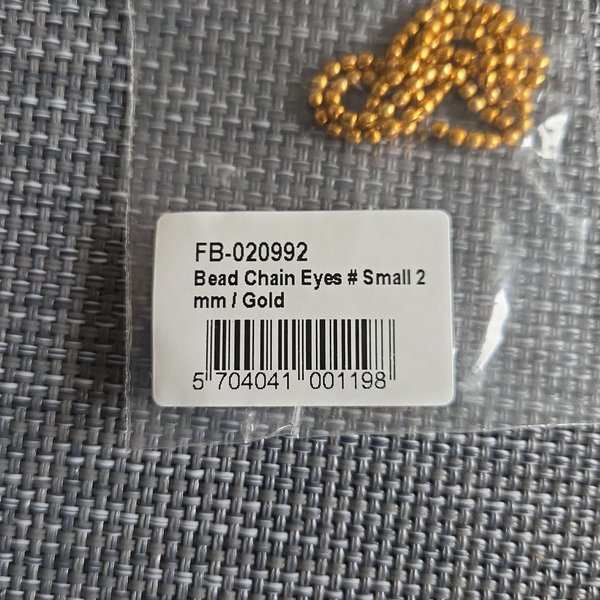 FB-020992
Bead Chain Eyes # Small 2
mm / Gold
5 704041 001198